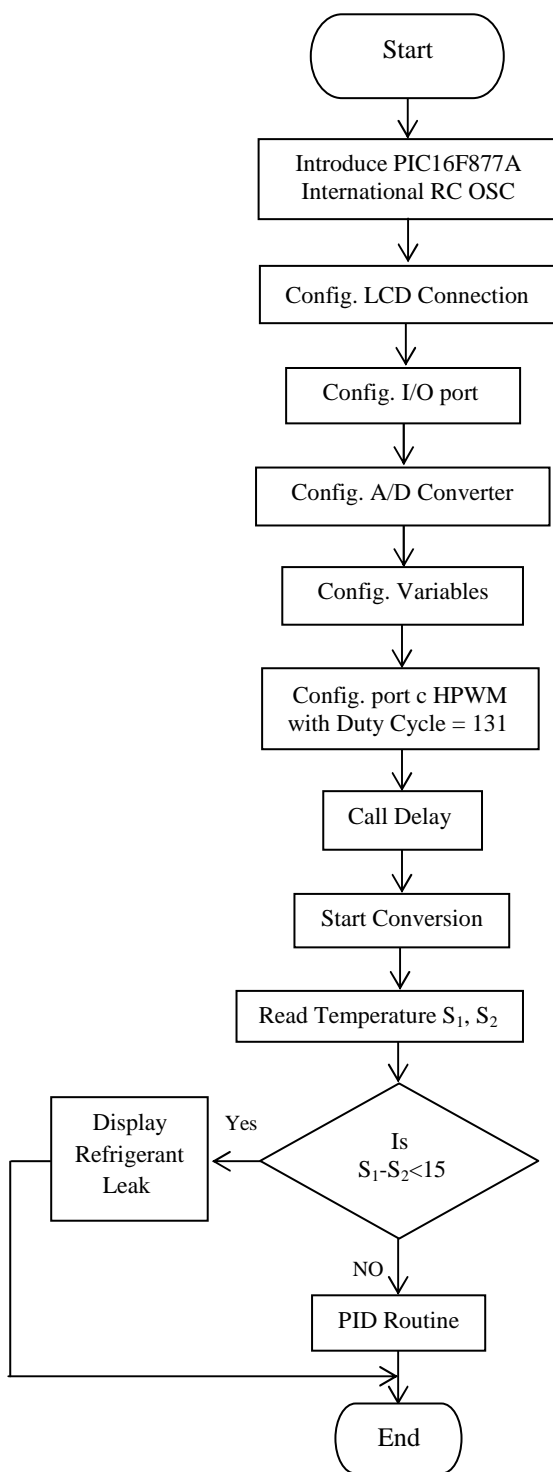 Start
Introduce PIC16F877A
International RC OSC
Config. LCD Connection
Config. I/O port
Config. A/D Converter
Config. Variables
Config. port c HPWM
with Duty Cycle = 131
Call Delay
Start Conversion
Read Temperature S₁, S₂
Is
S₁-S₂<15
Yes
Display
Refrigerant
Leak
NO
PID Routine
End